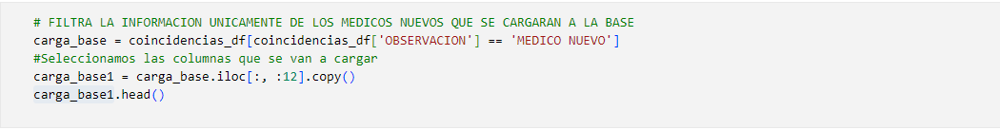 # FILTRA LA INFORMACION UNICAMENTE DE LOS MEDICOS NUEVOS QUE SE CARGARAN A LA BASE
carga_base = coincidencias_df[coincidencias_df['OBSERVACION'] == 'MEDICO NUEVO']
#Seleccionamos las columnas que se van a cargar
carga_base1 = carga_base.iloc[:, :12].copy()
carga_base1.head()